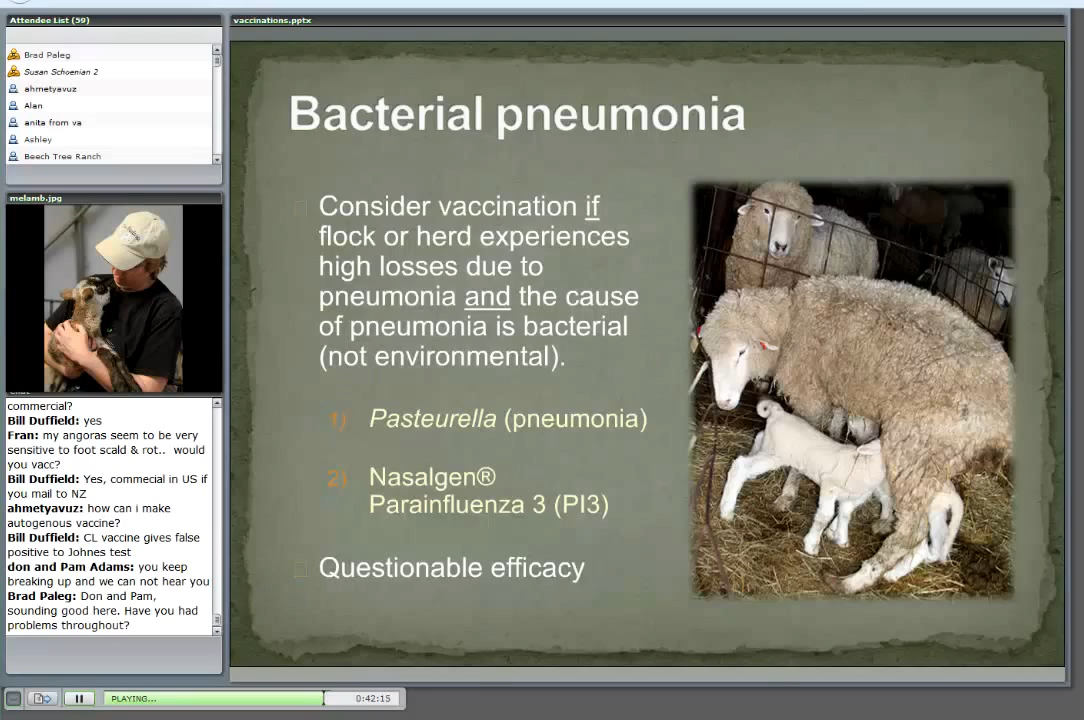 Attendee List (59)
Brad Paleg
Susan Schoenian 2
ahmetyavuz
Alan
anita from va
Ashley
Beech Tree Ranch
melamb.jpg
commercial?
Bill Duffield: yes
Fran: my angoras seem to be very
sensitive to foot scald & rot.. would
you vacc?
Bill Duffield: Yes, commecial in US if
you mail to NZ
ahmetyavuz: how can i make
autogenous vaccine?
Bill Duffield: CL vaccine gives false
positive to Johnes test
don and Pam Adams: you keep
breaking up and we can not hear you
Brad Paleg: Don and Pam,
sounding good here. Have you had
problems throughout?
vaccinations.pptx
Bacterial pneumonia
Consider vaccination if
flock or herd experiences
high losses due to
pneumonia and the cause
of pneumonia is bacterial
(not environmental).
1) Pasteurella (pneumonia)
2) Nasalgen®
Parainfluenza 3 (PI3)
Questionable efficacy
PLAYING...
0:42:15